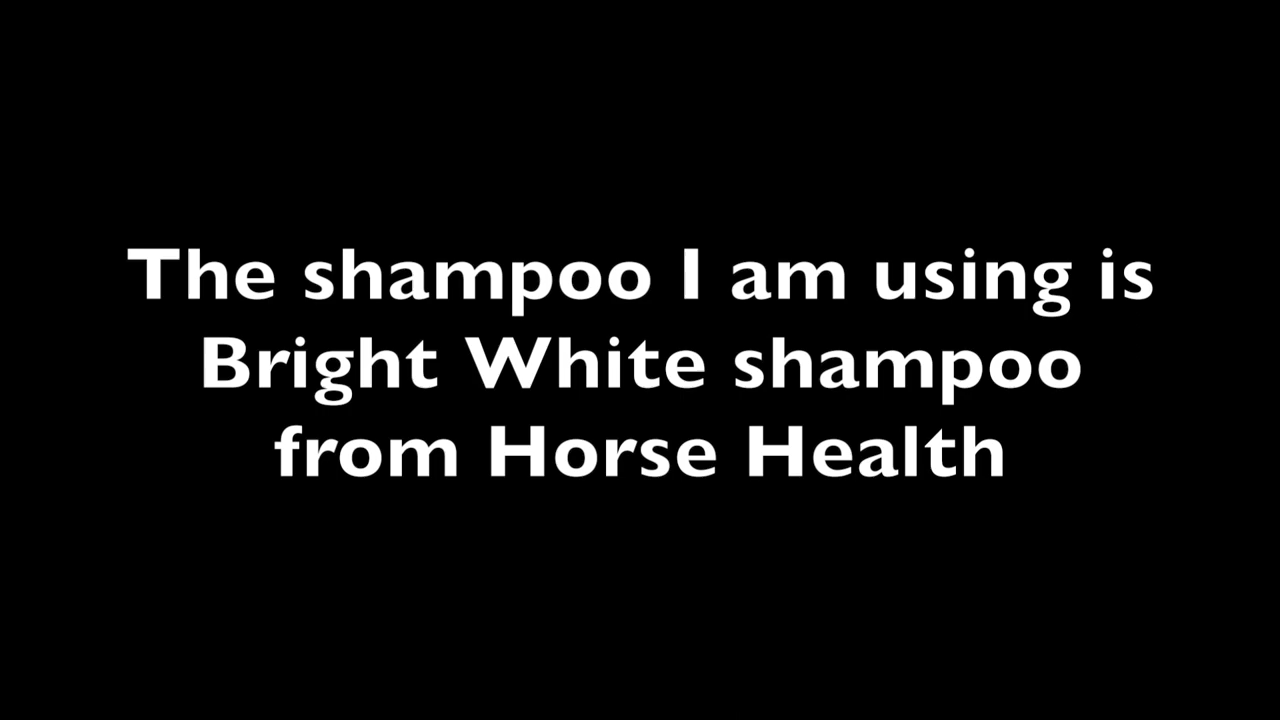 The shampoo I am using is
Bright White shampoo
from Horse Health